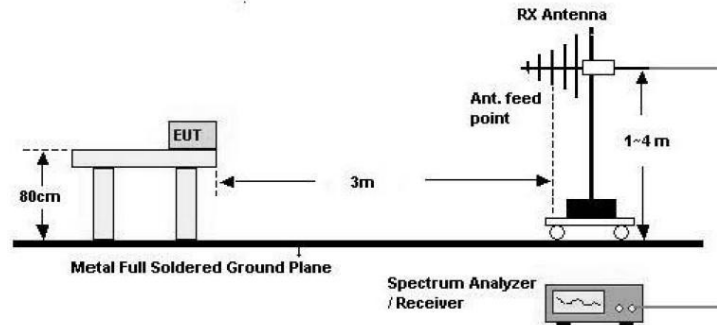 RX Antenna
Ant. feed
point
EUT
1~4 m
3m
80cm
Metal Full Soldered Ground Plane
Spectrum Analyzer
/ Receiver